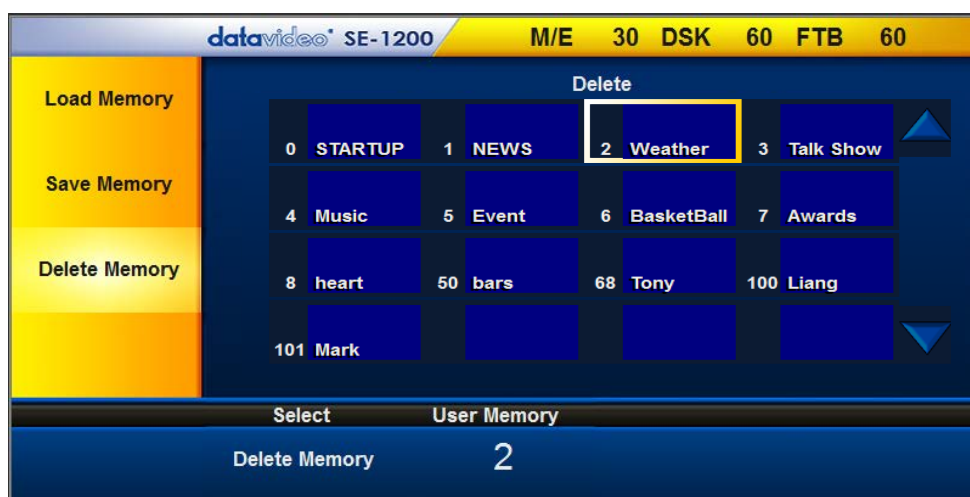 datavideo SE-1200 M/E 30 DSK 60 FTB 60
Load Memory
Save Memory
Delete Memory
Delete
0 STARTUP 1 NEWS 2 Weather 3 Talk Show
4 Music 5 Event 6 BasketBall 7 Awards
8 heart 50 bars 68 Tony 100 Liang
101 Mark
Select User Memory
Delete Memory 2